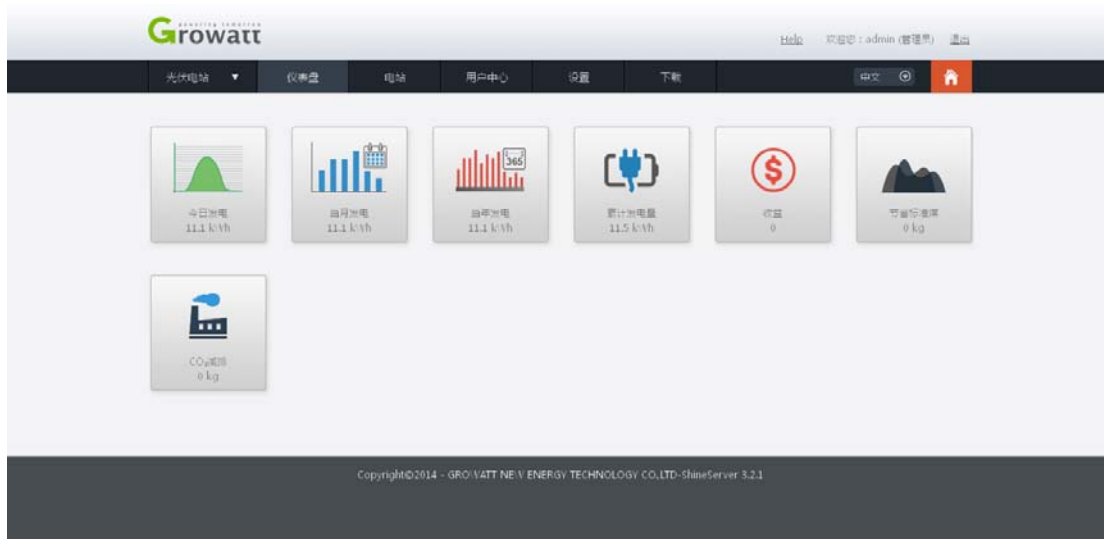 Growatt
powering tomorrow
Help 欢迎您：admin (管理员) 退出
光伏电站 ▼ 仪表盘 电站 用户中心 设置 下载 中文
365
今日发电 当月发电 当年发电 累计发电量 收益 节省标准煤
11.1 kWh 11.1 kWh 11.1 kWh 11.5 kWh 0 0 kg
CO₂减排
0 kg
Copyright©2014 - GROWATT NEW ENERGY TECHNOLOGY CO,LTD-ShineServer 3.2.1